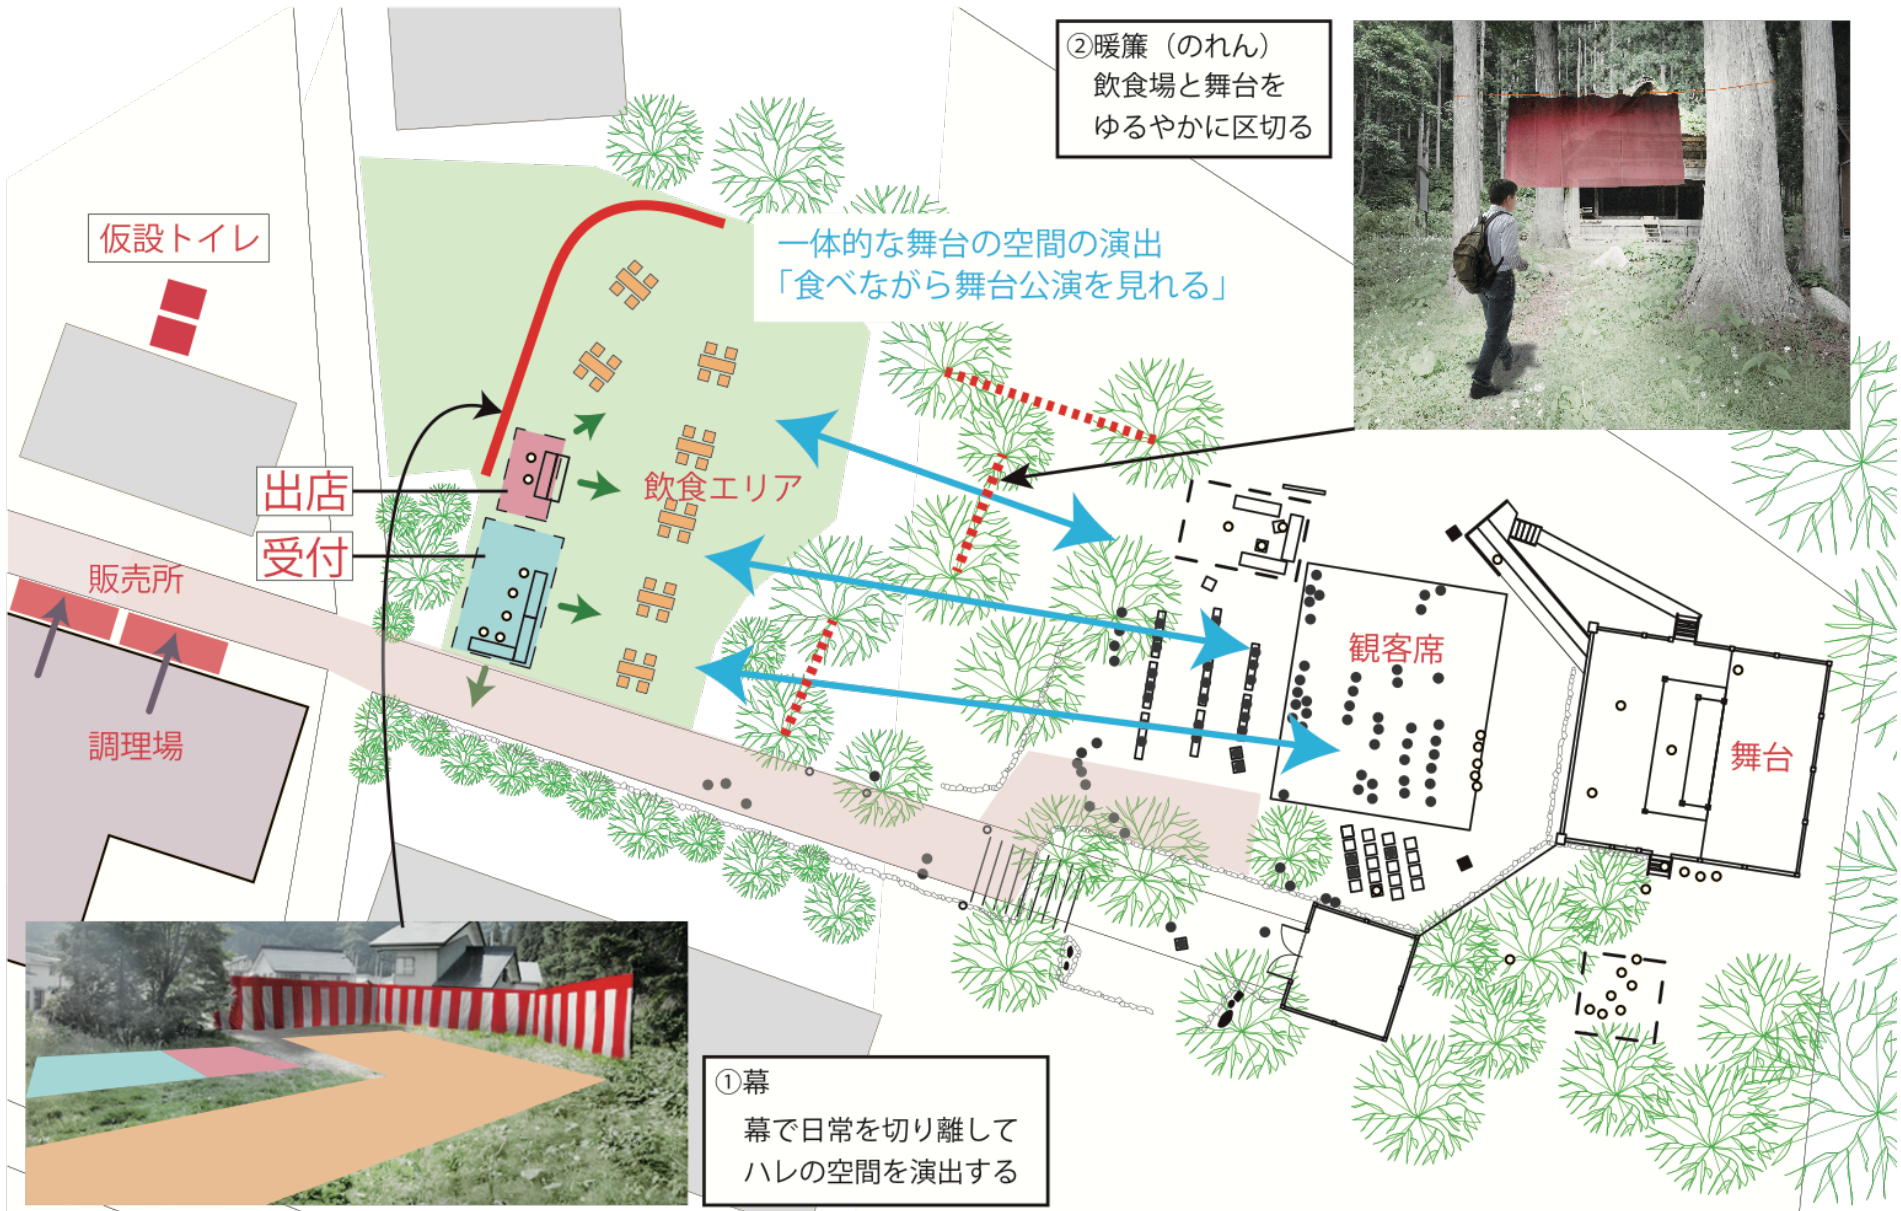 ②暖簾（のれん）
飲食場と舞台を
ゆるやかに区切る
仮設トイレ
一体的な舞台の空間の演出
「食べながら舞台公演を見れる」
出店
飲食エリア
受付
販売所
観客席
調理場
舞台
①幕
幕で日常を切り離して
ハレの空間を演出する